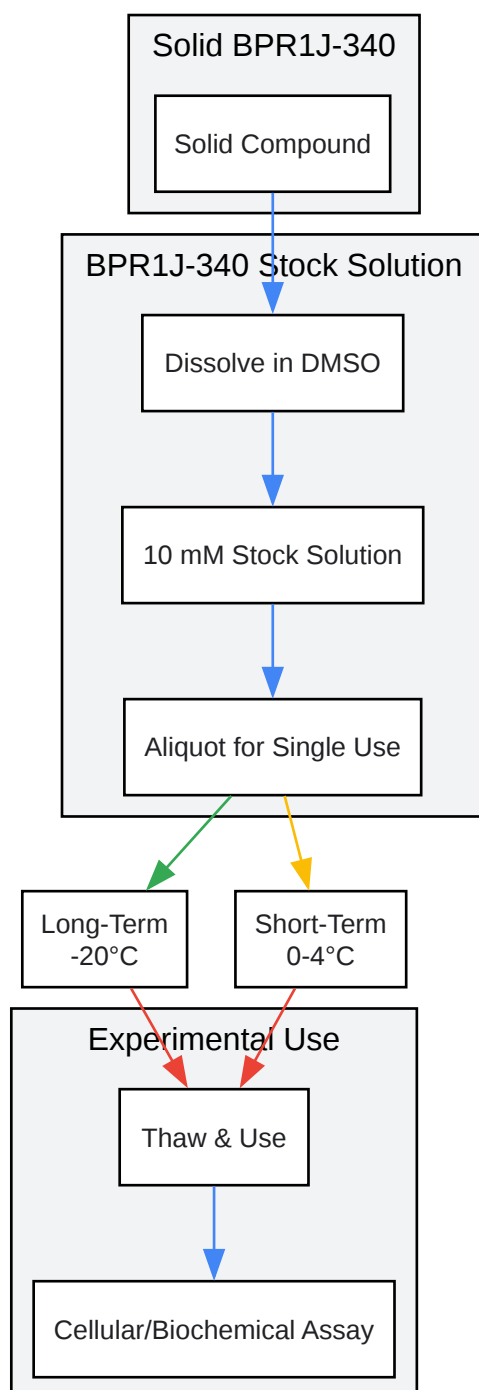 Solid BPR1J-340
Solid Compound
BPR1J-340 Stock Solution
Dissolve in DMSO
10 mM Stock Solution
Aliquot for Single Use
Long-Term
-20°C
Short-Term
0-4°C
Experimental Use
Thaw & Use
Cellular/Biochemical Assay